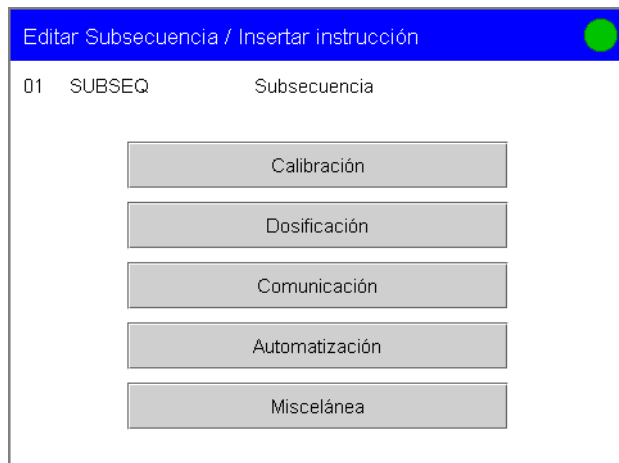 Editar Subsecuencia / Insertar instrucción
01 SUBSEQ Subsecuencia
Calibración
Dosificación
Comunicación
Automatización
Miscelánea